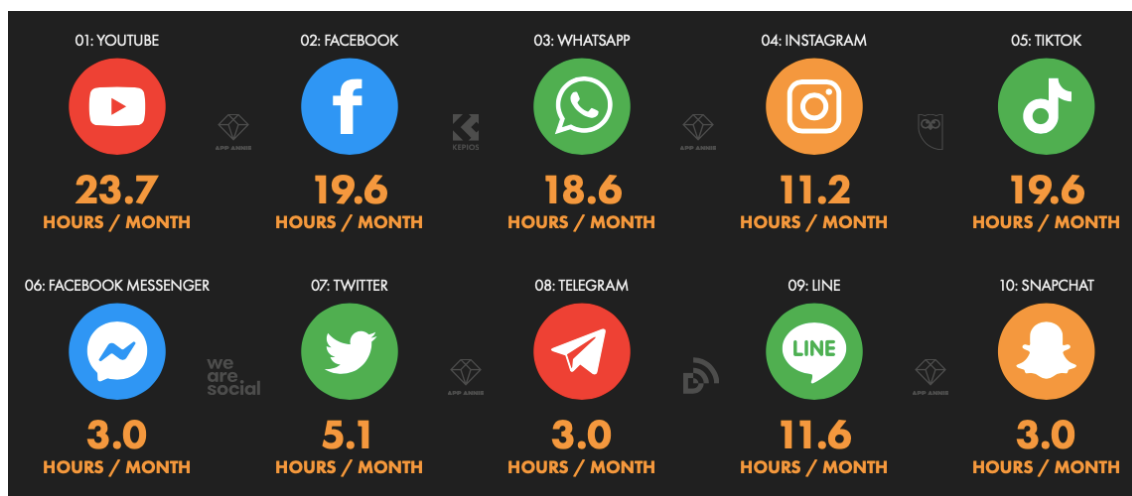 01: YOUTUBE
02: FACEBOOK
03: WHATSAPP
04: INSTAGRAM
05: TIKTOK
APP ANNIE
KEPIOS
APP ANNIE
23.7
19.6
18.6
11.2
19.6
HOURS / MONTH
HOURS / MONTH
HOURS / MONTH
HOURS / MONTH
HOURS / MONTH
06: FACEBOOK MESSENGER
07: TWITTER
08: TELEGRAM
09: LINE
10: SNAPCHAT
LINE
we
are
social
APP ANNIE
APP ANNIE
3.0
5.1
3.0
11.6
3.0
HOURS / MONTH
HOURS / MONTH
HOURS / MONTH
HOURS / MONTH
HOURS / MONTH